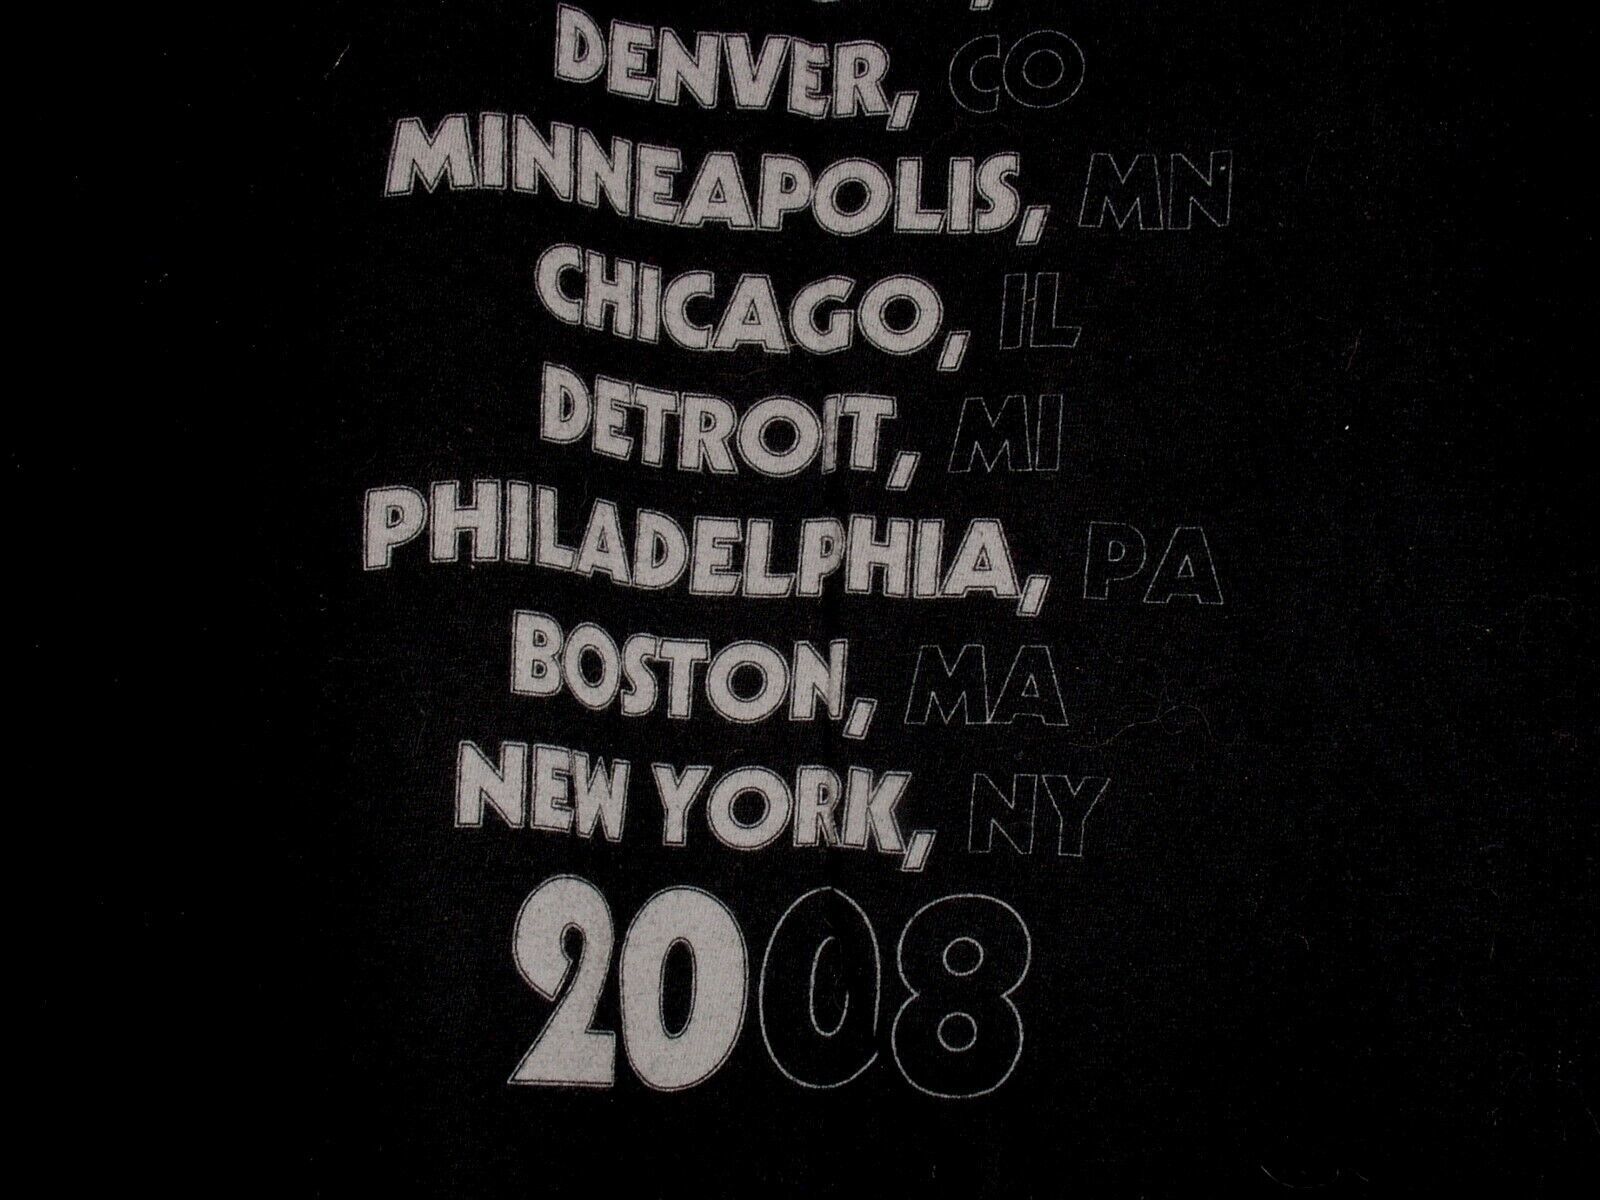 DENVER, CO
MINNEAPOLIS, MN
CHICAGO, IL
DETROIT, MI
PHILADELPHIA, PA
BOSTON, MA
NEW YORK, NY
2008